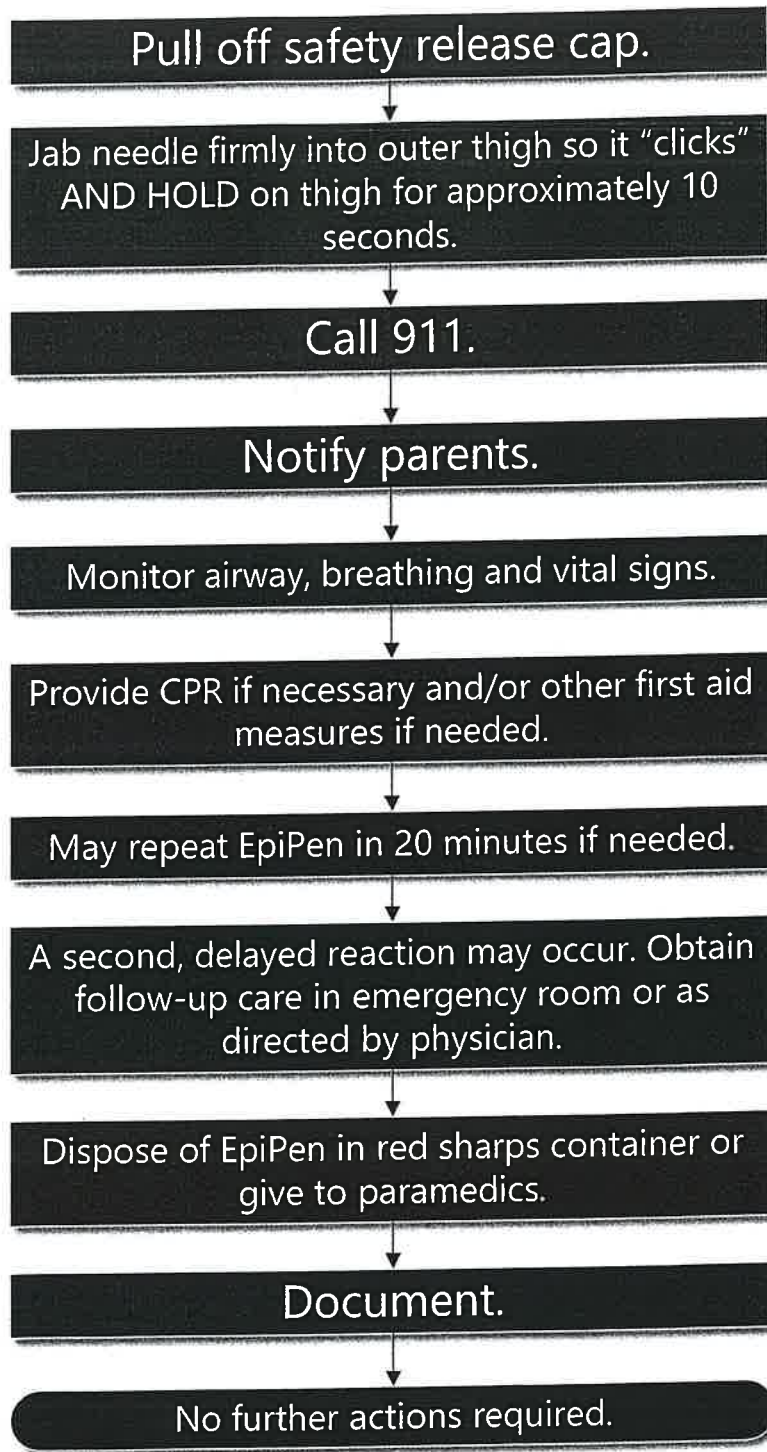 Pull off safety release cap.
Jab needle firmly into outer thigh so it “clicks”
AND HOLD on thigh for approximately 10
seconds.
Call 911.
Notify parents.
Monitor airway, breathing and vital signs.
Provide CPR if necessary and/or other first aid
measures if needed.
May repeat EpiPen in 20 minutes if needed.
A second, delayed reaction may occur. Obtain
follow-up care in emergency room or as
directed by physician.
Dispose of EpiPen in red sharps container or
give to paramedics.
Document.
No further actions required.